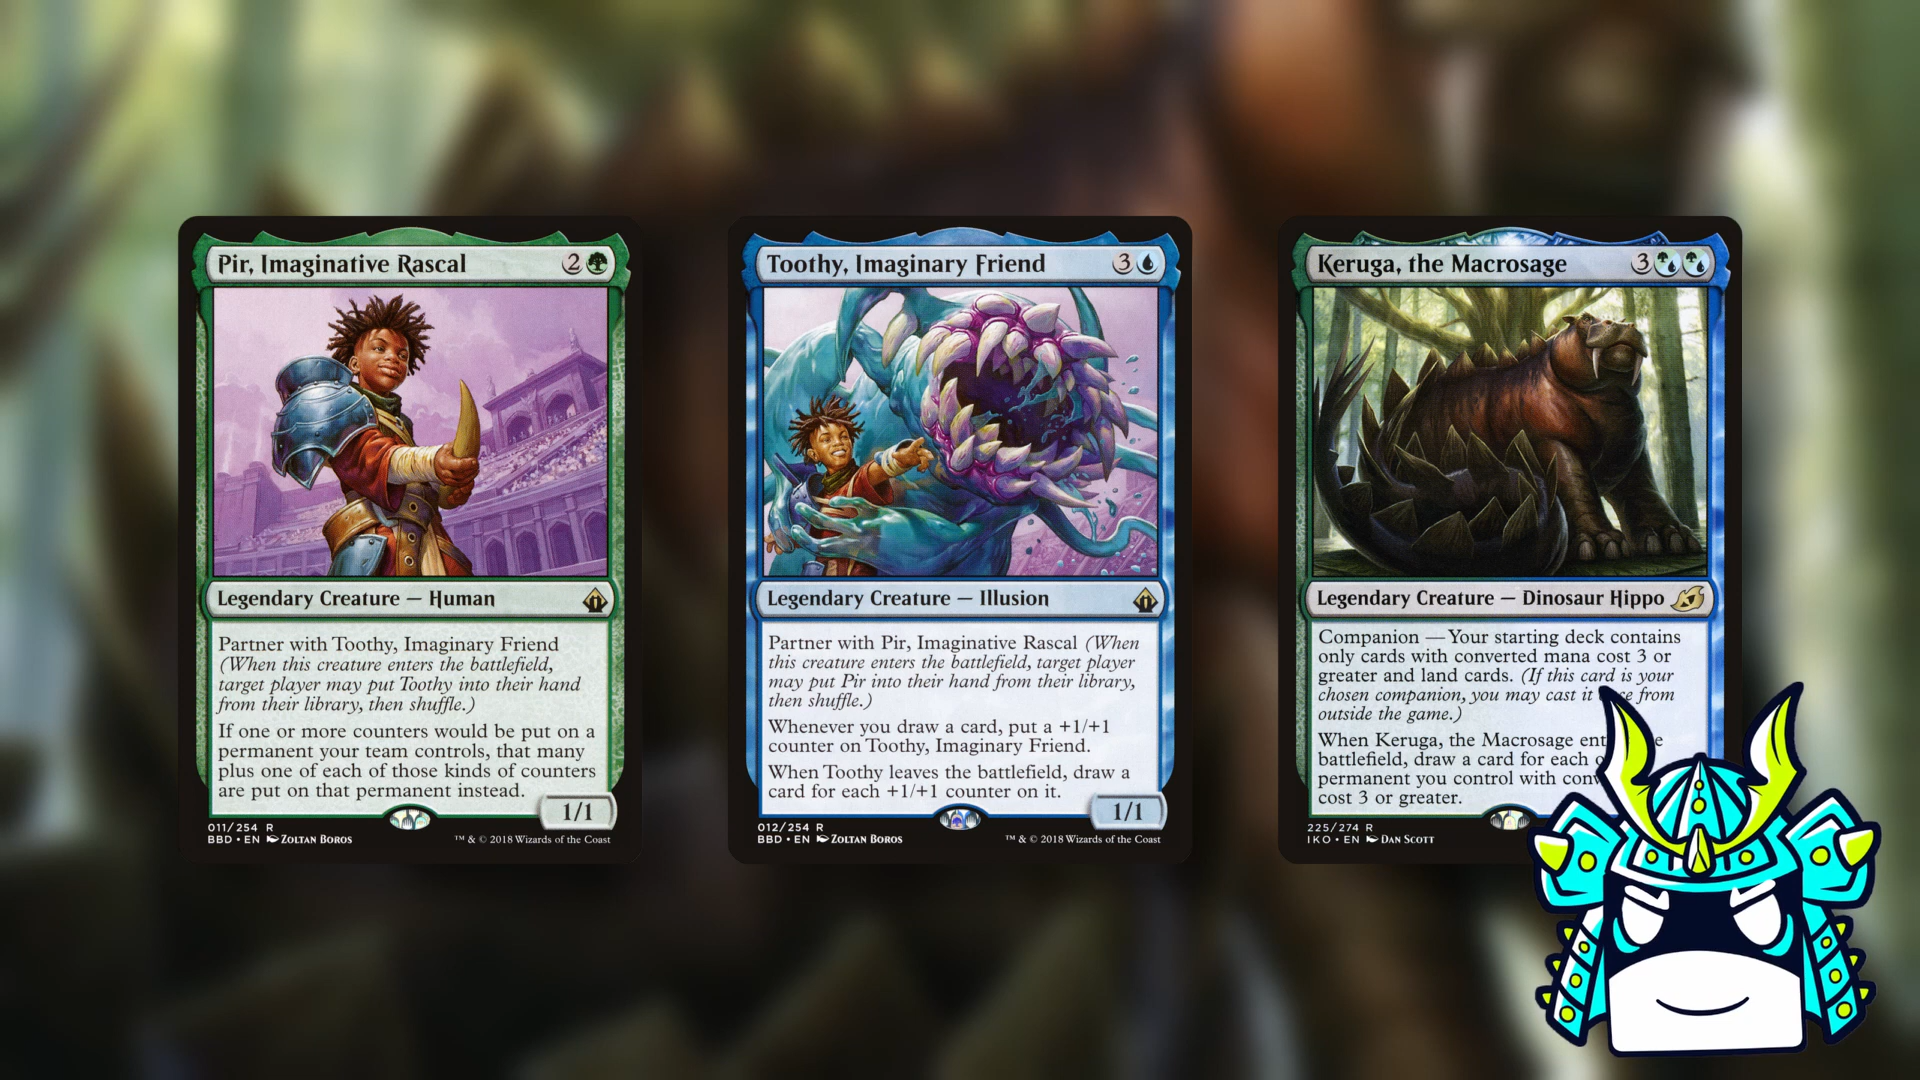 Pir, Imaginative Rascal 2
Legendary Creature — Human
Partner with Toothy, Imaginary Friend
(When this creature enters the battlefield,
target player may put Toothy into their hand
from their library, then shuffle.)
If one or more counters would be put on a
permanent your team controls, that many
plus one of each of those kinds of counters
are put on that permanent instead.
1/1
011/254 R
BBD • EN Zoltan Boros
™ & © 2018 Wizards of the Coast
Toothy, Imaginary Friend 3
Legendary Creature — Illusion
Partner with Pir, Imaginative Rascal (When
this creature enters the battlefield, target player
may put Pir into their hand from their library,
then shuffle.)
Whenever you draw a card, put a +1/+1
counter on Toothy, Imaginary Friend.
When Toothy leaves the battlefield, draw a
card for each +1/+1 counter on it.
1/1
012/254 R
BBD • EN Zoltan Boros
™ & © 2018 Wizards of the Coast
Keruga, the Macrosage 3
Legendary Creature — Dinosaur Hippo
Companion — Your starting deck contains
only cards with converted mana cost 3 or
greater and land cards. (If this card is your
chosen companion, you may cast it from
outside the game.)
When Keruga, the Macrosage
battlefield, draw a card for each
permanent you control with
cost 3 or greater.
225/274 R
IKO • EN Dan Scott